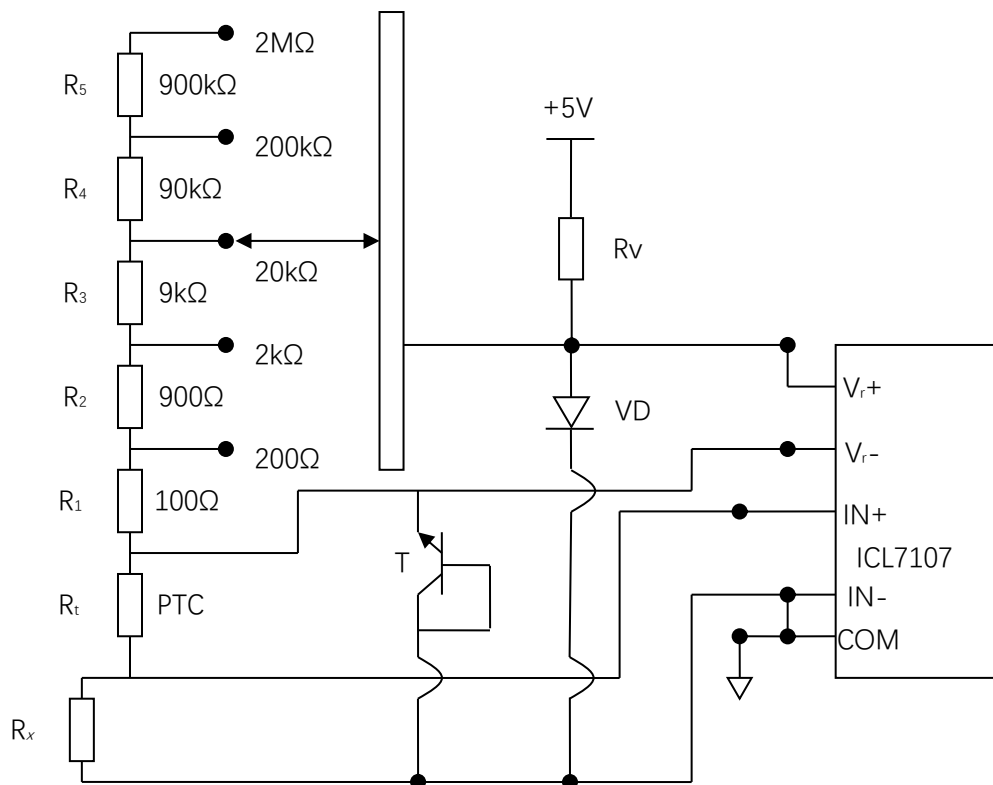 2MΩ
R₅ 900kΩ
+5V
200kΩ
R₄ 90kΩ
Rv
20kΩ
R₃ 9kΩ
2kΩ
Vᵣ+
R₂ 900Ω
VD
Vᵣ-
200Ω
R₁ 100Ω
IN+
T
ICL7107
Rₜ PTC
IN-
COM
Rₓ